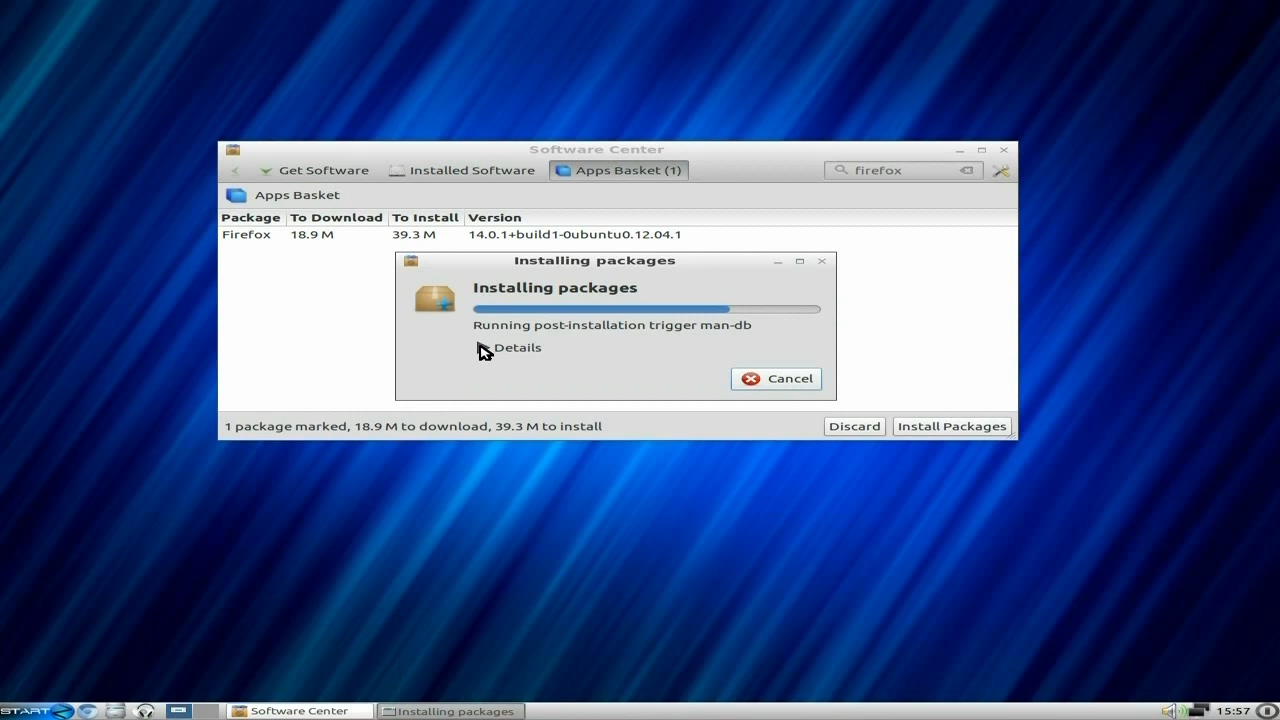 Software Center
Get Software Installed Software Apps Basket (1) firefox
Apps Basket
Package To Download To Install Version
Firefox 18.9 M 39.3 M 14.0.1+build1-0ubuntu0.12.04.1
Installing packages
Installing packages
Running post-installation trigger man-db
Details
Cancel
1 package marked, 18.9 M to download, 39.3 M to install Discard Install Packages
START Software Center Installing packages 15:57